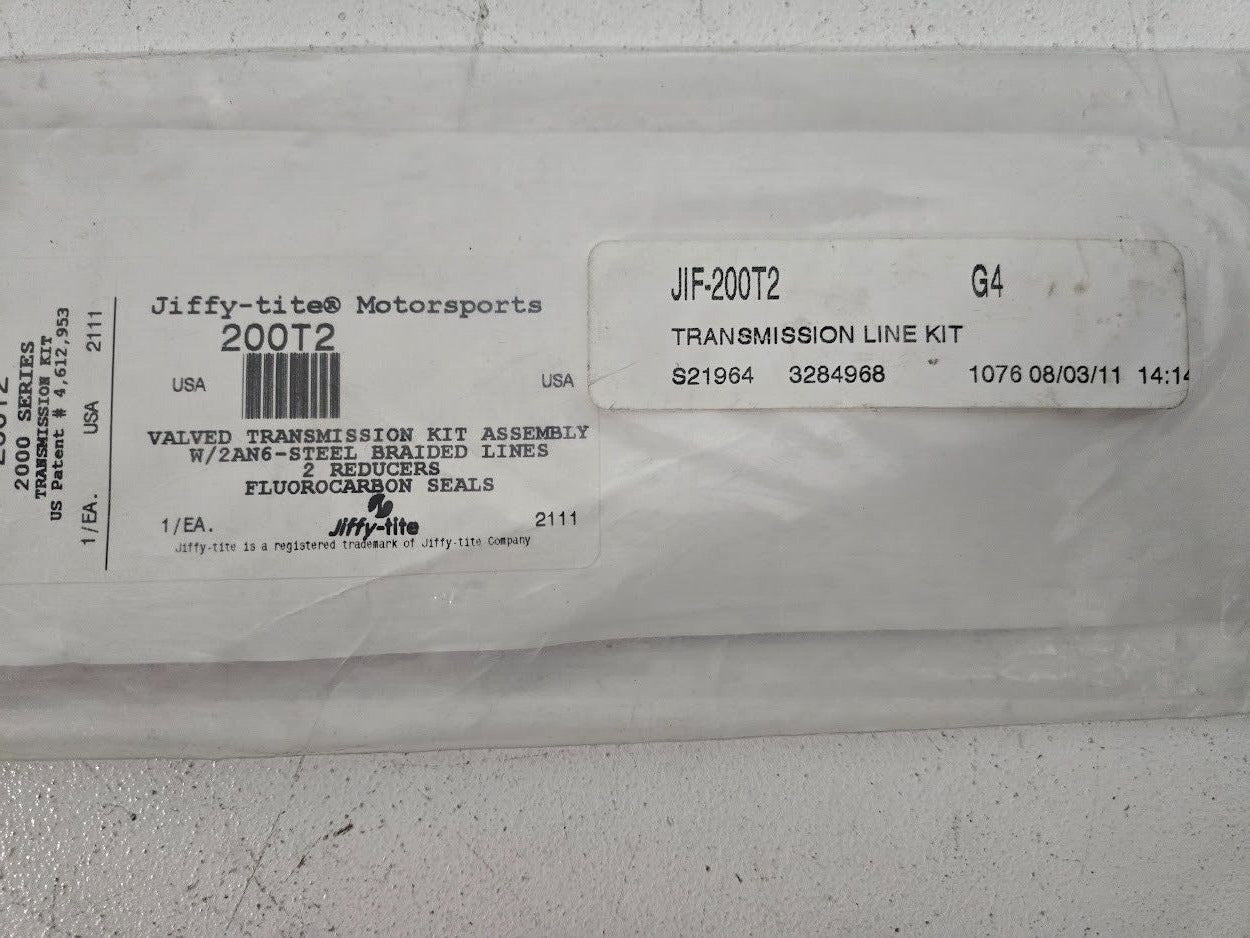 2000 SERIES
TRANSMISSION KIT
US Patent # 4,612,953
1/EA. USA 2111
Jiffy-tite® Motorsports
200T2
USA USA
VALVED TRANSMISSION KIT ASSEMBLY
W/2AN6-STEEL BRAIDED LINES
2 REDUCERS
FLUOROCARBON SEALS
1/EA. Jiffy-tite 2111
Jiffy-tite is a registered trademark of Jiffy-tite Company
JIF-200T2 G4
TRANSMISSION LINE KIT
S21964 3284968 1076 08/03/11 14:14